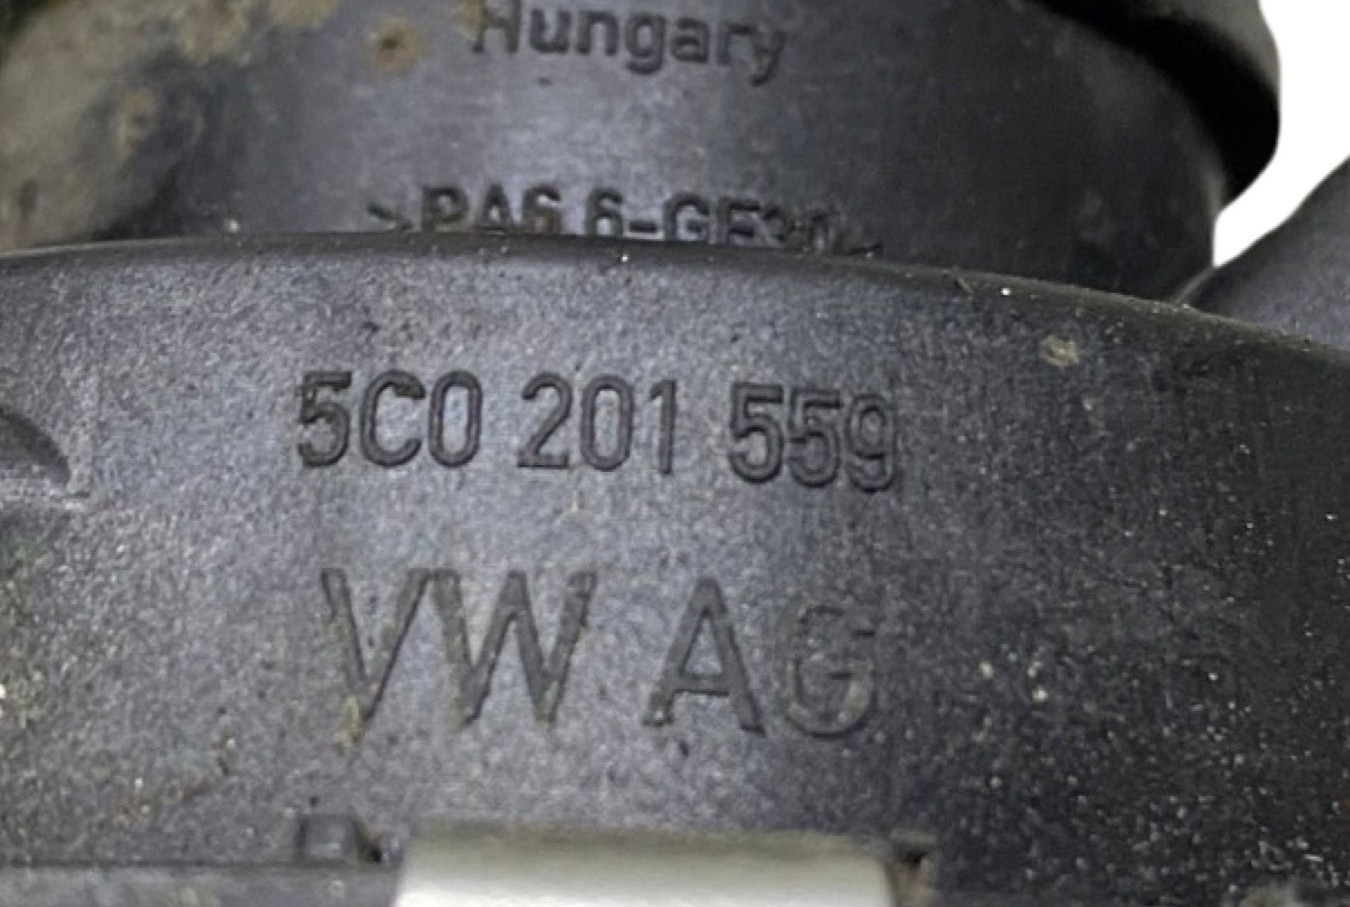 Hungary
>PA6.6-GF30<
5C0 201 559
VW AG